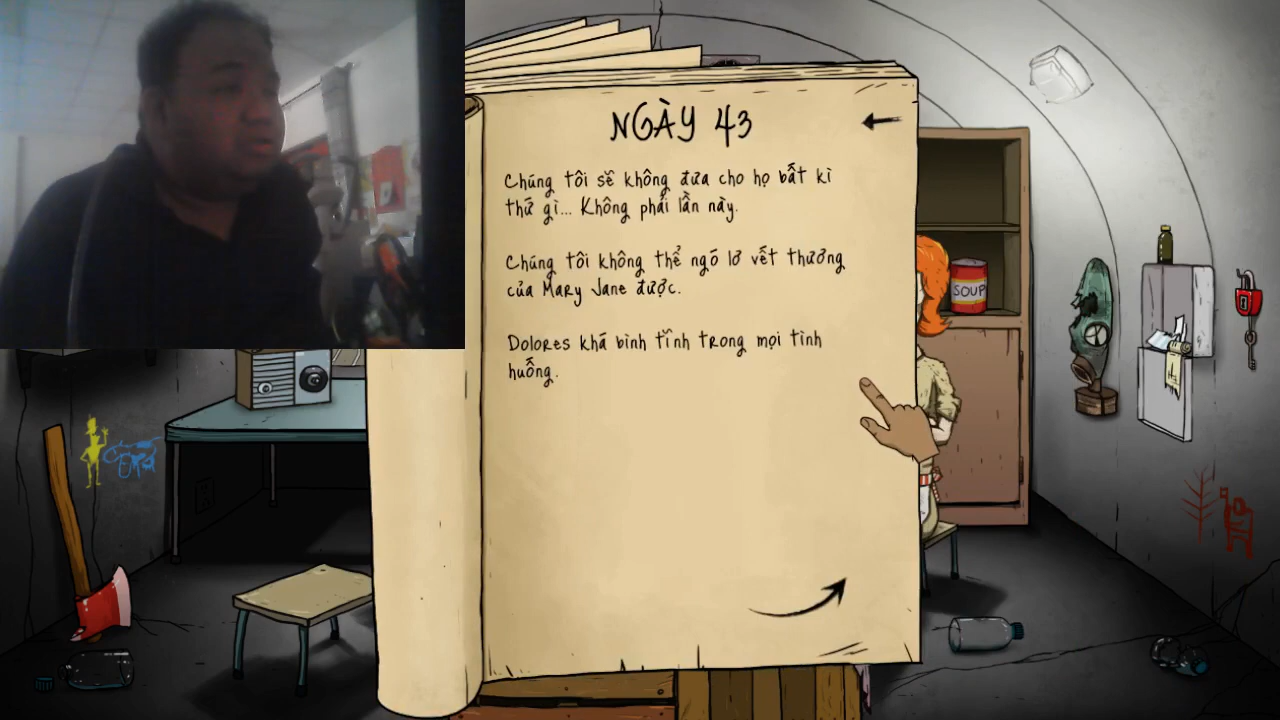 NGÀY 43
Chúng tôi sẽ không đưa cho họ bất kì
thứ gì... Không phải lần này.
Chúng tôi không thể ngó lơ vết thương
của Mary Jane được.
Dolores khá bình tĩnh trong mọi tình
huống.
SOUP